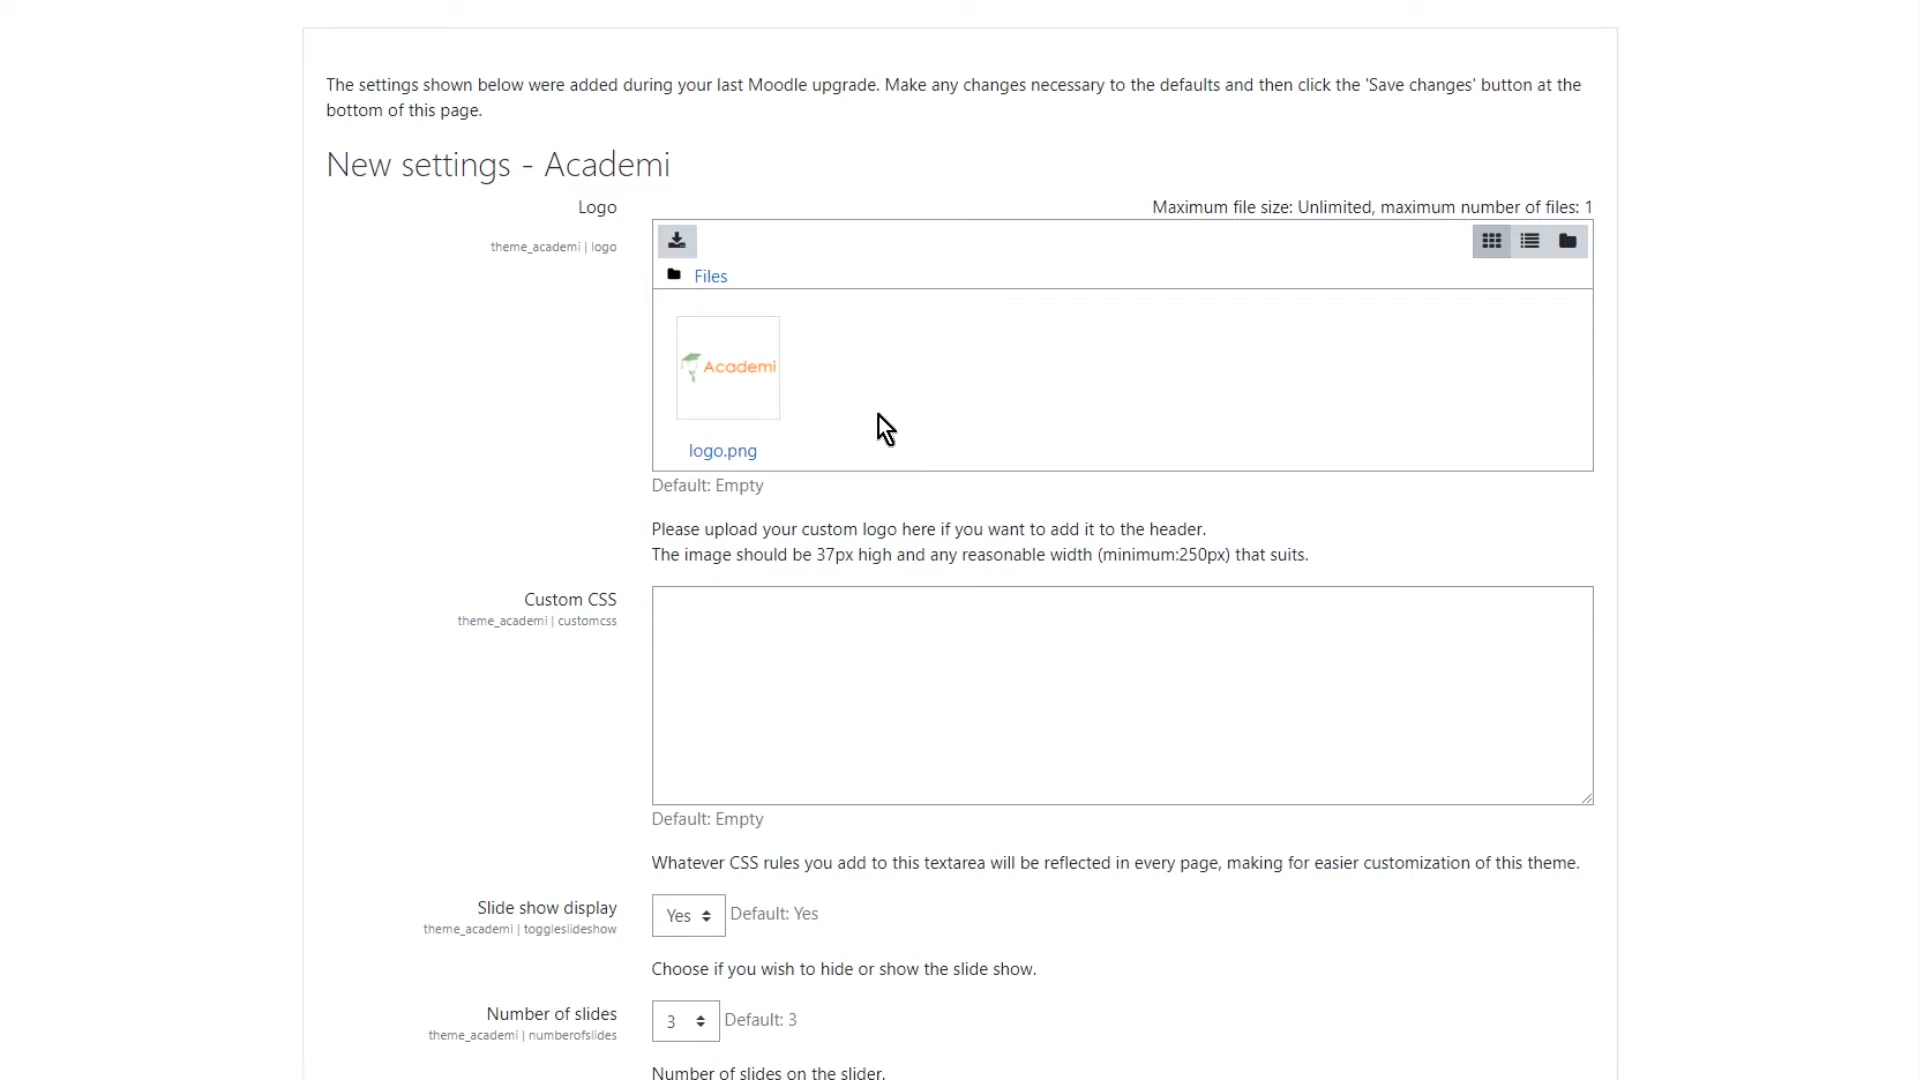 The settings shown below were added during your last Moodle upgrade. Make any changes necessary to the defaults and then click the 'Save changes' button at the
bottom of this page.
New settings - Academi
Logo
Maximum file size: Unlimited, maximum number of files: 1
theme_academi | logo
Files
Academi
logo.png
Default: Empty
Please upload your custom logo here if you want to add it to the header.
The image should be 37px high and any reasonable width (minimum:250px) that suits.
Custom CSS
theme_academi | customcss
Default: Empty
Whatever CSS rules you add to this textarea will be reflected in every page, making for easier customization of this theme.
Slide show display
Yes Default: Yes
theme_academi | toggleslideshow
Choose if you wish to hide or show the slide show.
Number of slides
3 Default: 3
theme_academi | numberofslides
Number of slides on the slider.